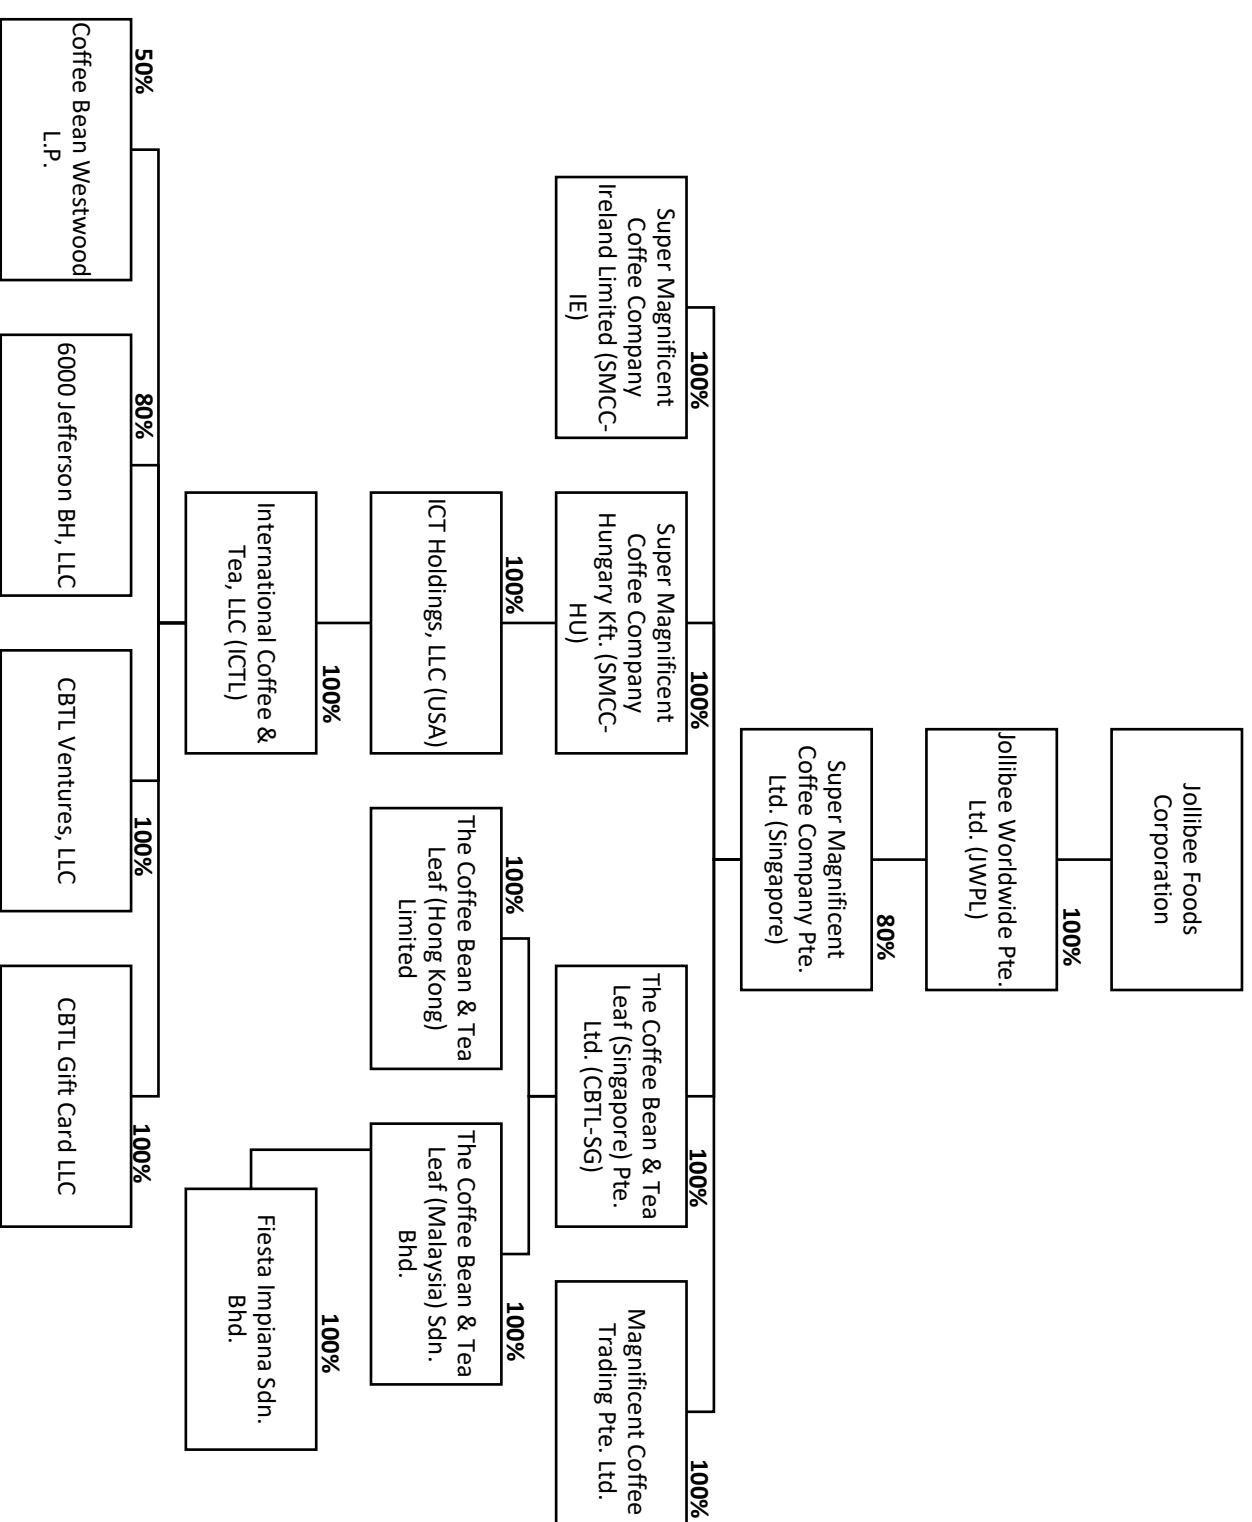 Jollibee Foods
Corporation
100%
Jollibee Worldwide Pte.
Ltd. (JWPL)
80%
Super Magnificent
Coffee Company Pte.
Ltd. (Singapore)
100%
Super Magnificent
Coffee Company
Ireland Limited (SMCC-
IE)
100%
Super Magnificent
Coffee Company
Hungary Kft. (SMCC-
HU)
100%
The Coffee Bean & Tea
Leaf (Singapore) Pte.
Ltd. (CBTL-SG)
100%
Magnificent Coffee
Trading Pte. Ltd.
100%
ICT Holdings, LLC (USA)
100%
The Coffee Bean & Tea
Leaf (Hong Kong)
Limited
100%
The Coffee Bean & Tea
Leaf (Malaysia) Sdn.
Bhd.
100%
International Coffee &
Tea, LLC (ICTL)
100%
Fiesta Impiana Sdn.
Bhd.
50%
Coffee Bean Westwood
L.P.
80%
6000 Jefferson BH, LLC
100%
CBTL Ventures, LLC
100%
CBTL Gift Card LLC